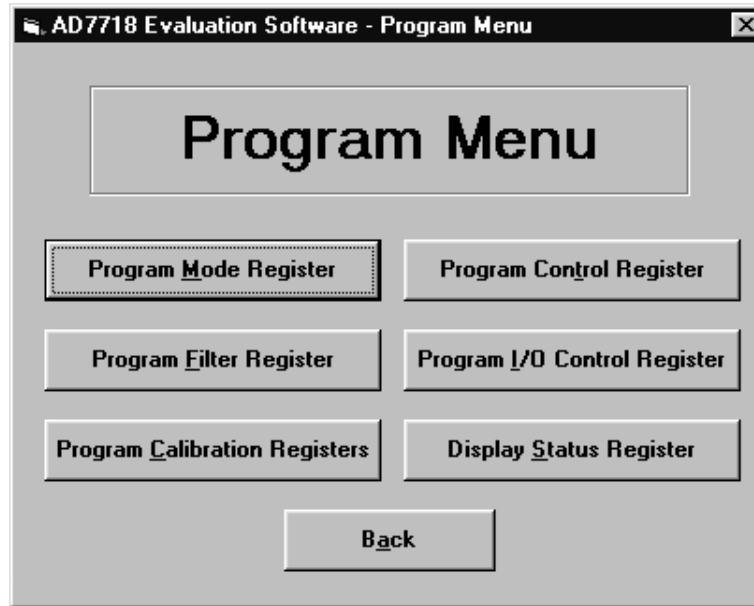 AD7718 Evaluation Software - Program Menu
Program Menu
Program Mode Register
Program Control Register
Program Filter Register
Program I/O Control Register
Program Calibration Registers
Display Status Register
Back